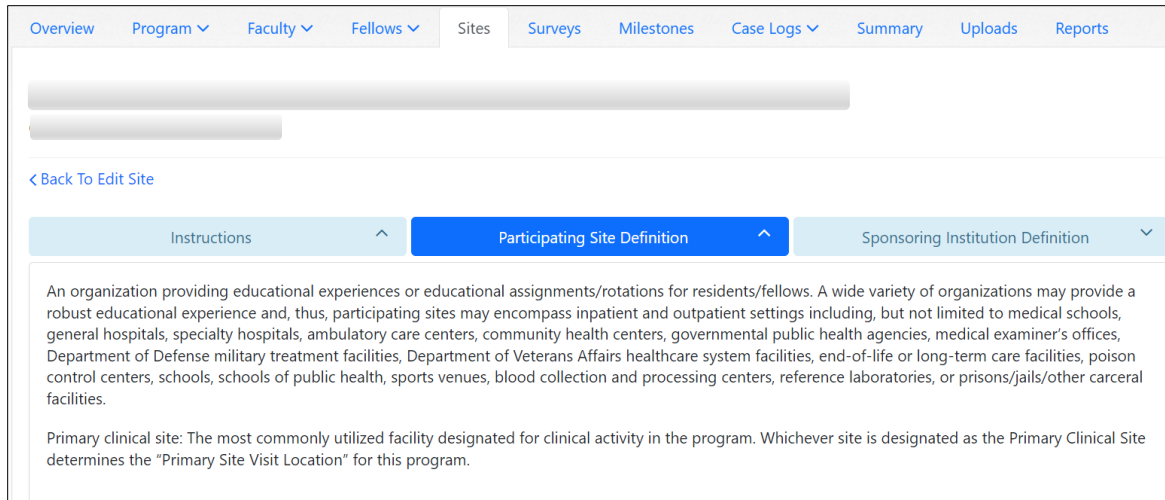 Overview Program Faculty Fellows Sites Surveys Milestones Case Logs Summary Uploads Reports
Back To Edit Site
Instructions Participating Site Definition Sponsoring Institution Definition
An organization providing educational experiences or educational assignments/rotations for residents/fellows. A wide variety of organizations may provide a
robust educational experience and, thus, participating sites may encompass inpatient and outpatient settings including, but not limited to medical schools,
general hospitals, specialty hospitals, ambulatory care centers, community health centers, governmental public health agencies, medical examiner's offices,
Department of Defense military treatment facilities, Department of Veterans Affairs healthcare system facilities, end-of-life or long-term care facilities, poison
control centers, schools, schools of public health, sports venues, blood collection and processing centers, reference laboratories, or prisons/jails/other carceral
facilities.
Primary clinical site: The most commonly utilized facility designated for clinical activity in the program. Whichever site is designated as the Primary Clinical Site
determines the “Primary Site Visit Location” for this program.